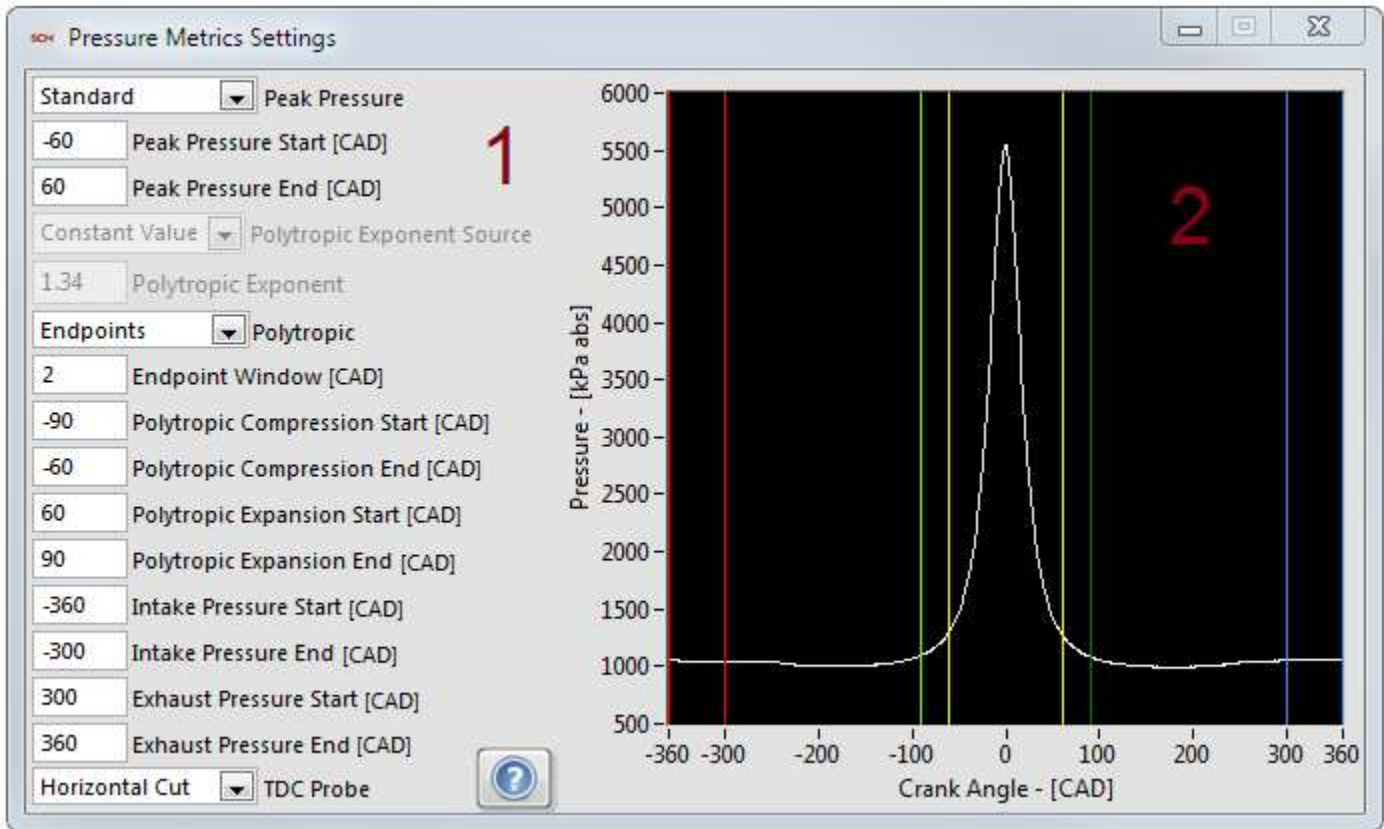 SCM Pressure Metrics Settings
Standard Peak Pressure
-60 Peak Pressure Start [CAD]
60 Peak Pressure End [CAD]
Constant Value Polytropic Exponent Source
1.34 Polytropic Exponent
Endpoints Polytropic
2 Endpoint Window [CAD]
-90 Polytropic Compression Start [CAD]
-60 Polytropic Compression End [CAD]
60 Polytropic Expansion Start [CAD]
90 Polytropic Expansion End [CAD]
-360 Intake Pressure Start [CAD]
-300 Intake Pressure End [CAD]
300 Exhaust Pressure Start [CAD]
360 Exhaust Pressure End [CAD]
Horizontal Cut TDC Probe
?
1
Pressure - [kPa abs]
6000
5500
5000
4500
4000
3500
3000
2500
2000
1500
1000
500
2
-360 -300 -200 -100 0 100 200 300 360
Crank Angle - [CAD]